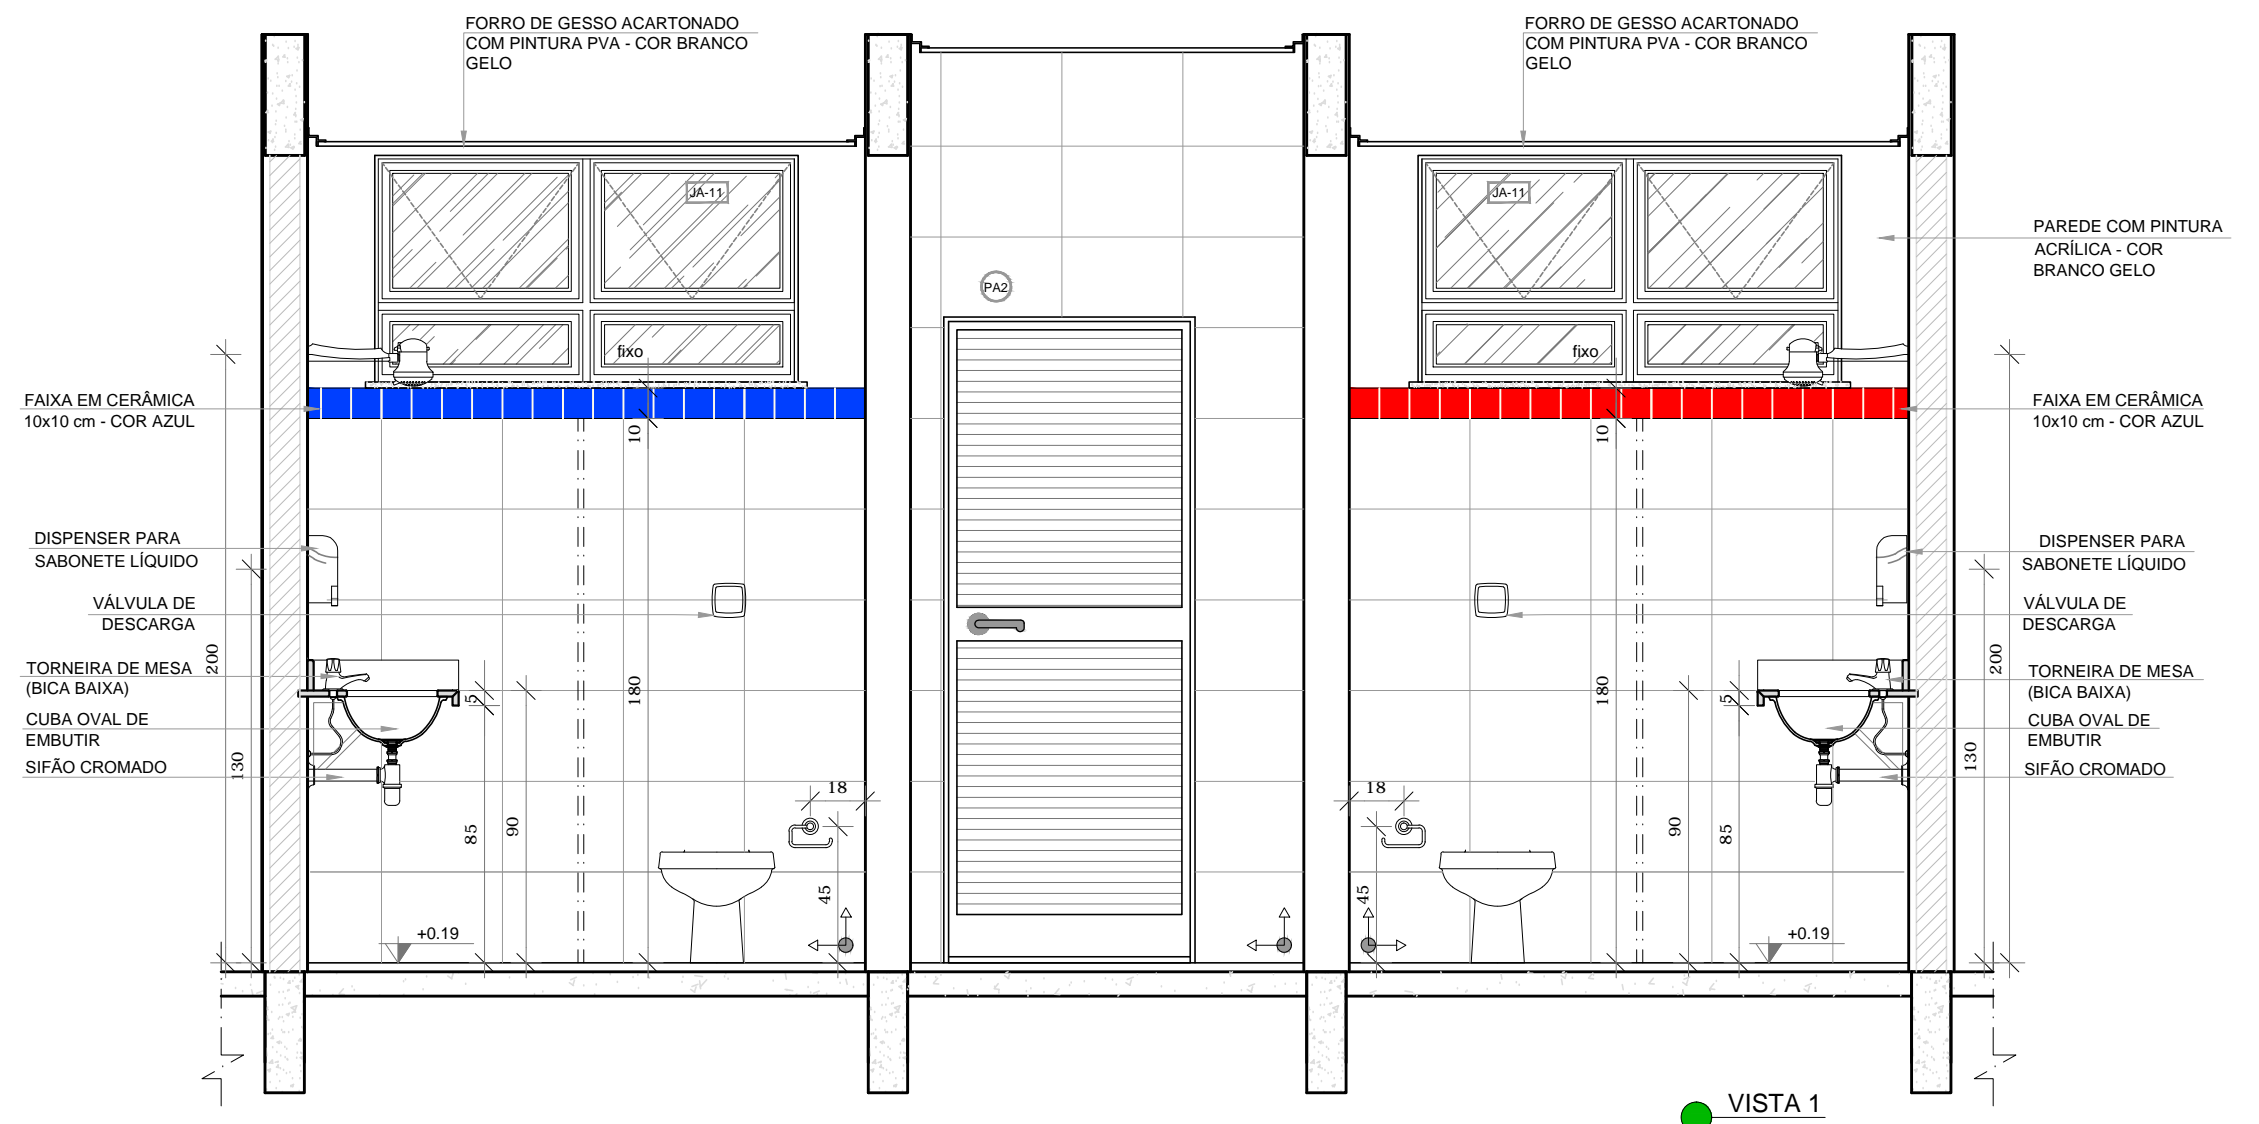 FORRO DE GESSO ACARTONADO
COM PINTURA PVA - COR BRANCO
GELO
FORRO DE GESSO ACARTONADO
COM PINTURA PVA - COR BRANCO
GELO
JA-11
JA-11
PAREDE COM PINTURA
ACRÍLICA - COR
BRANCO GELO
PA2
fixo
fixo
FAIXA EM CERÂMICA
10x10 cm - COR AZUL
10
10
FAIXA EM CERÂMICA
10x10 cm - COR AZUL
DISPENSER PARA
SABONETE LÍQUIDO
DISPENSER PARA
SABONETE LÍQUIDO
VÁLVULA DE
DESCARGA
VÁLVULA DE
DESCARGA
200
180
180
200
TORNEIRA DE MESA
(BICA BAIXA)
5
5
TORNEIRA DE MESA
(BICA BAIXA)
CUBA OVAL DE
EMBUTIR
CUBA OVAL DE
EMBUTIR
130
130
SIFÃO CROMADO
SIFÃO CROMADO
18
18
85
90
90
85
45
45
+0.19
+0.19
VISTA 1